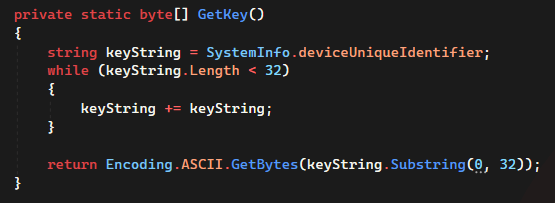 private static byte[] GetKey()
{
    string keyString = SystemInfo.deviceUniqueIdentifier;
    while (keyString.Length < 32)
    {
        keyString += keyString;
    }

    return Encoding.ASCII.GetBytes(keyString.Substring(0, 32));
}